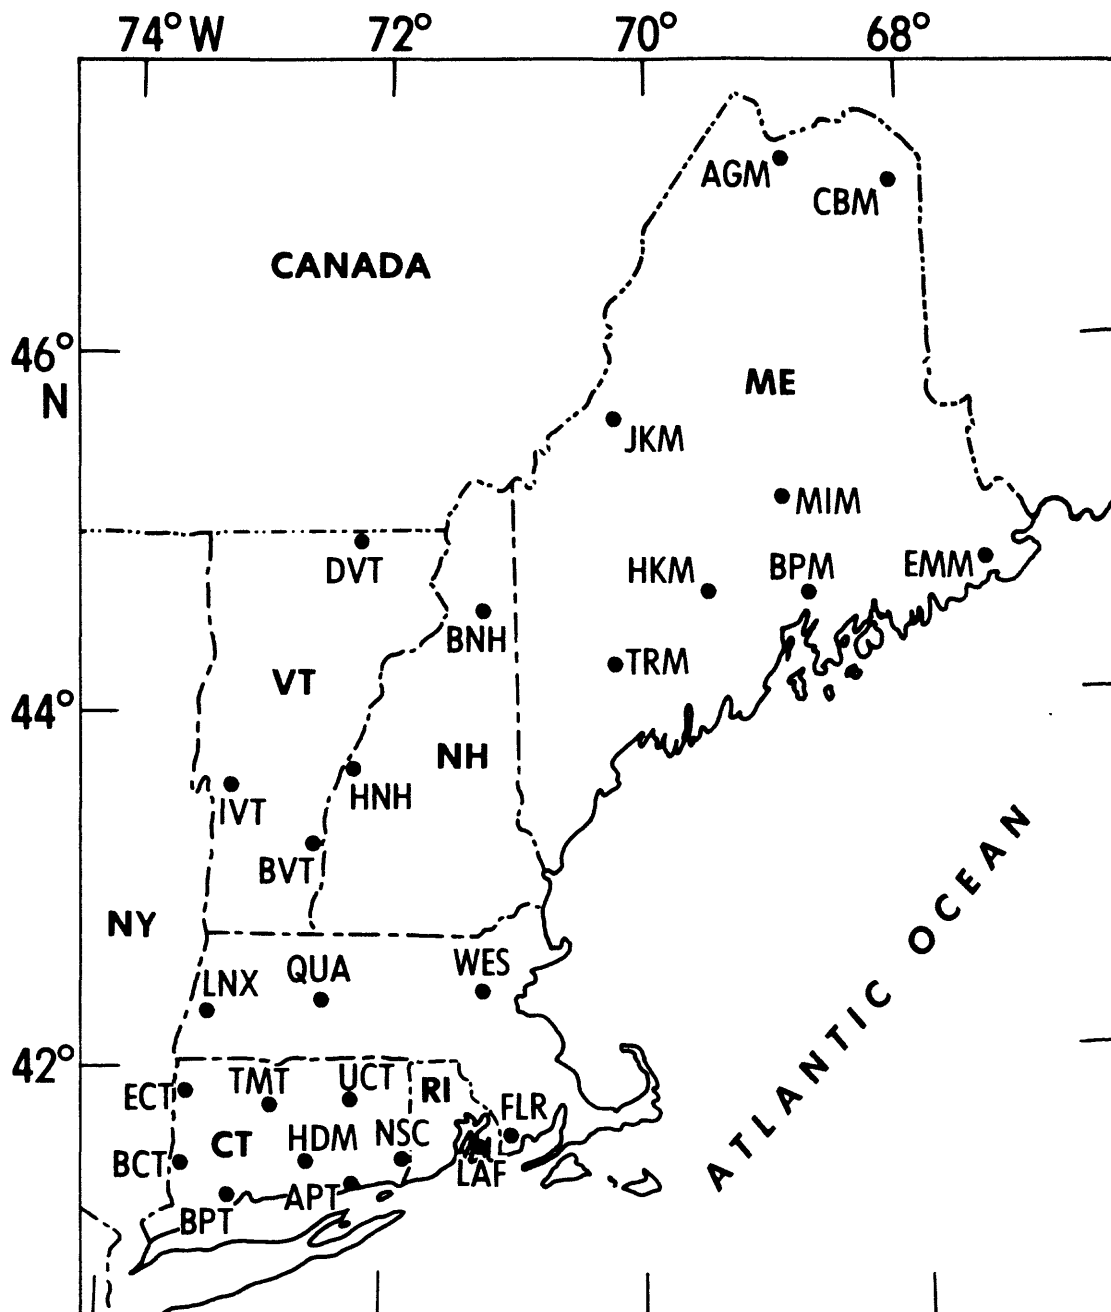 74° W 72° 70° 68°
AGM
CBM
CANADA
46°
N
ME
JKM
MIM
DVT
HKM
BPM
EMM
BNH
TRM
VT
44°
NH
IVT
HNH
BVT
NY
ATLANTIC OCEAN
LNX
QUA
WES
42°
ECT
TMT
UCT
RI
FLR
CT
HDM
NSC
BCT
LAF
APT
BPT